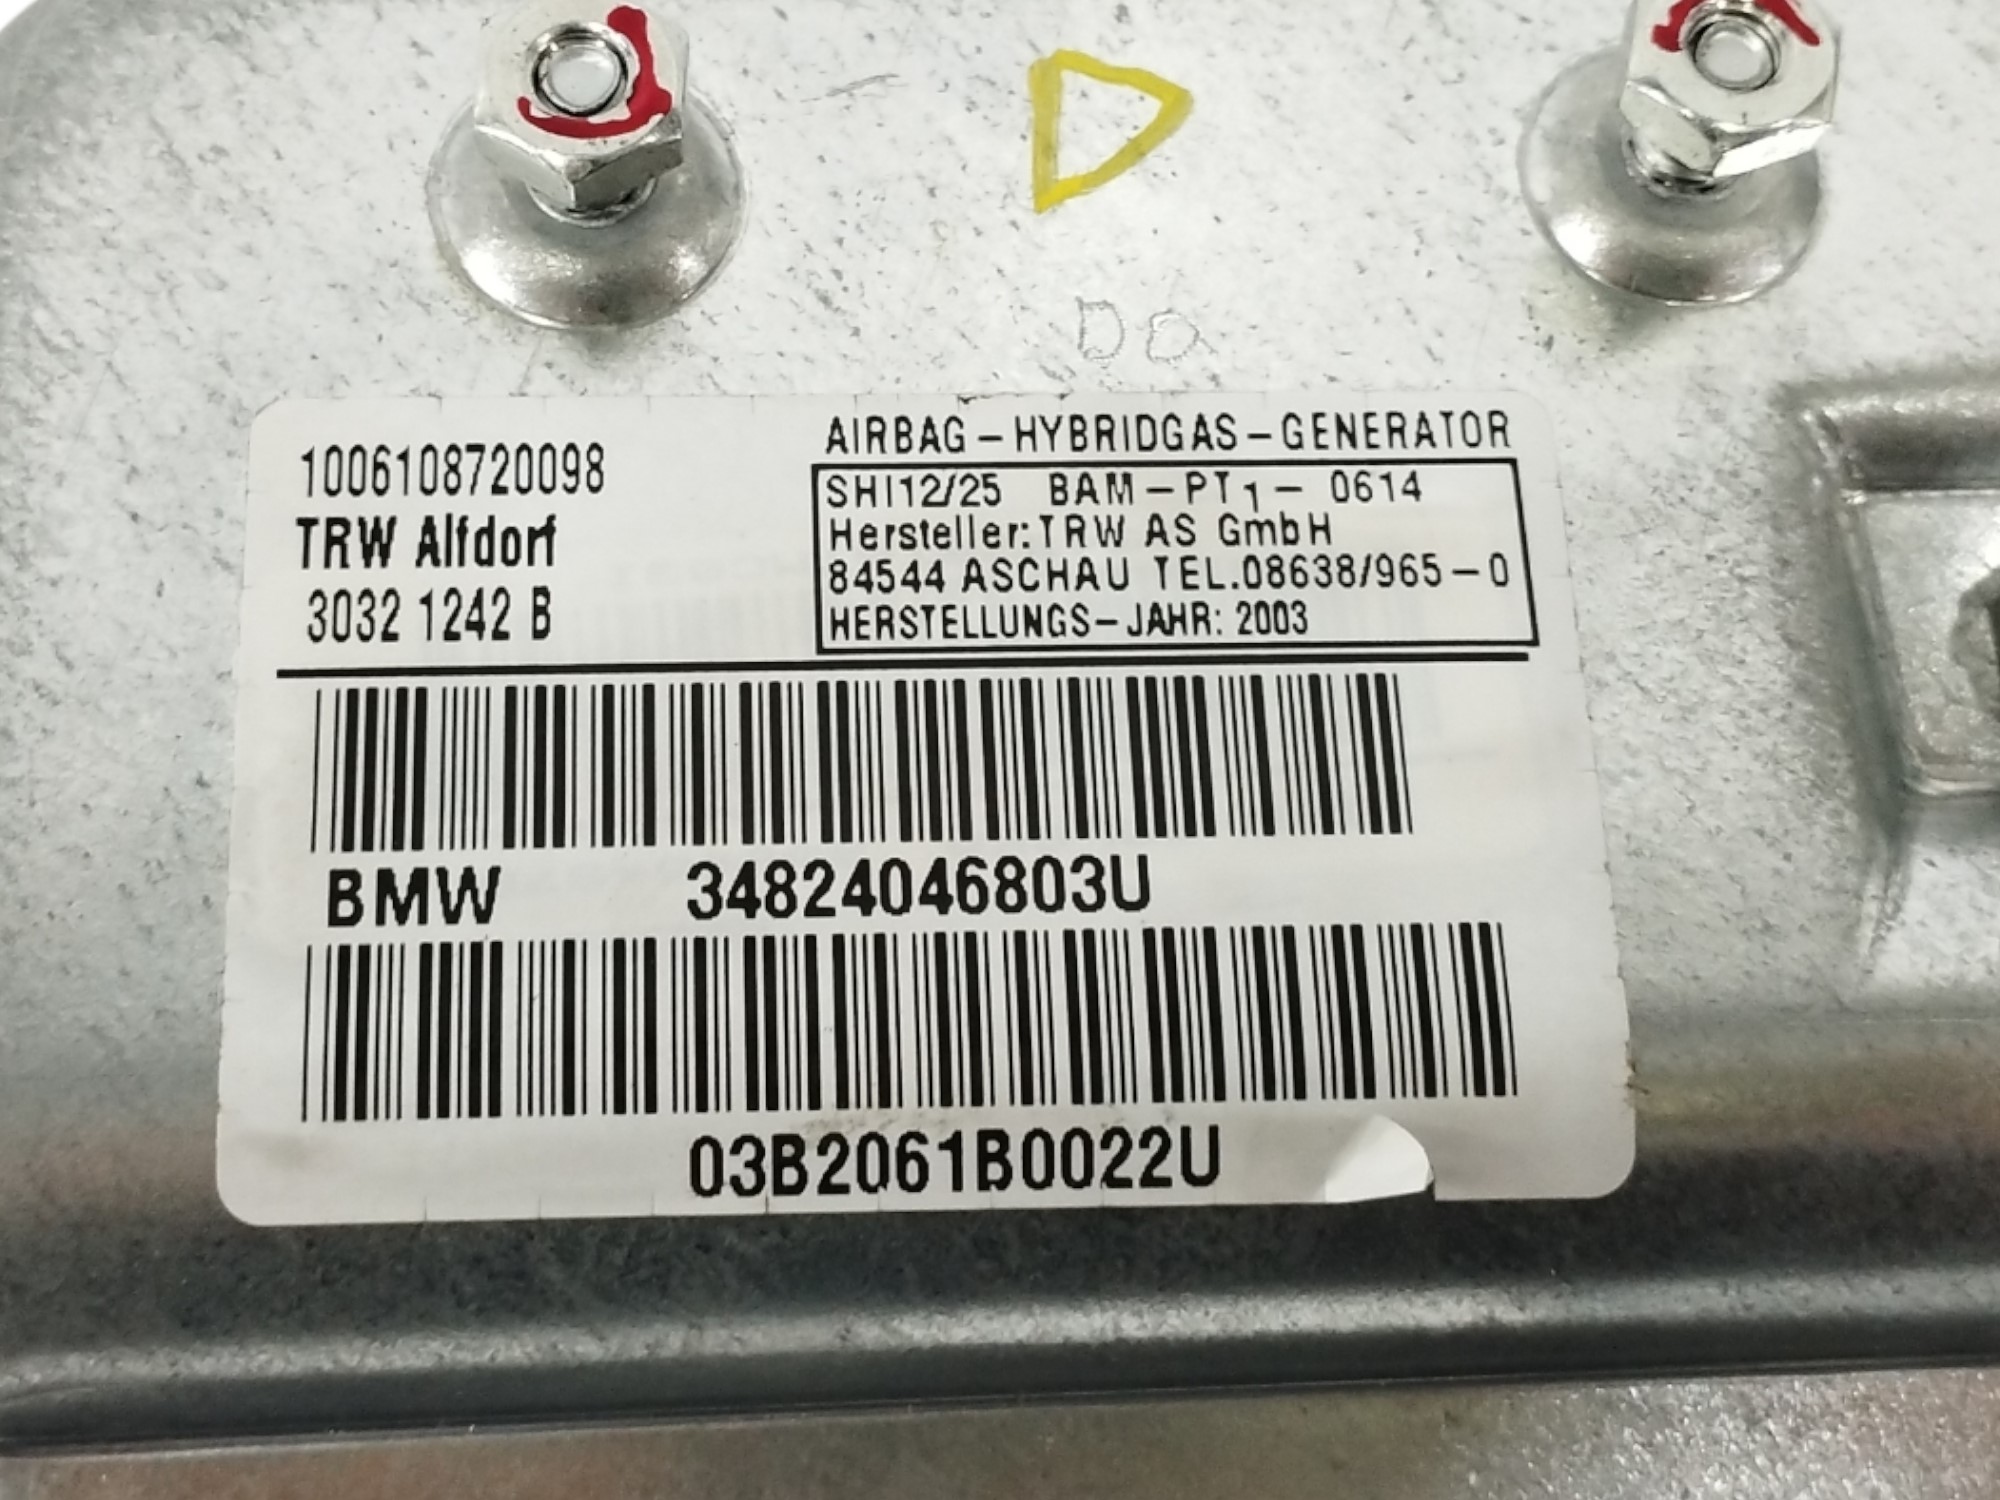 D
DO
1006108720098
TRW Alfdorf
3032 1242 B
AIRBAG-HYBRIDGAS-GENERATOR
SHI12/25 BAM-PT1-0614
Hersteller: TRW AS GmbH
84544 ASCHAU TEL.08638/965-0
HERSTELLUNGS-JAHR: 2003
BMW 34824046803U
03B2061B0022U